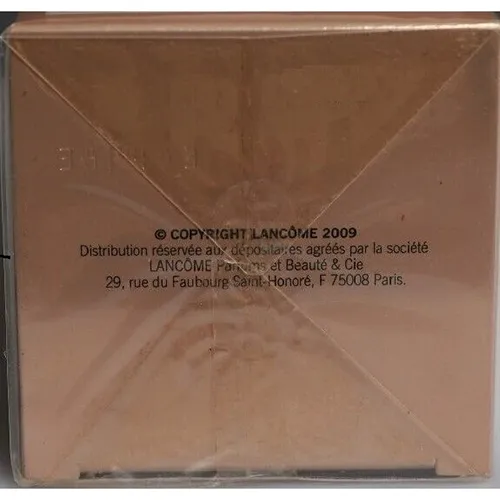 © COPYRIGHT LANCÔME 2009
Distribution réservée aux dépositaires agréés par la société
LANCÔME Parfums et Beauté & Cie
29, rue du Faubourg Saint-Honoré, F 75008 Paris.